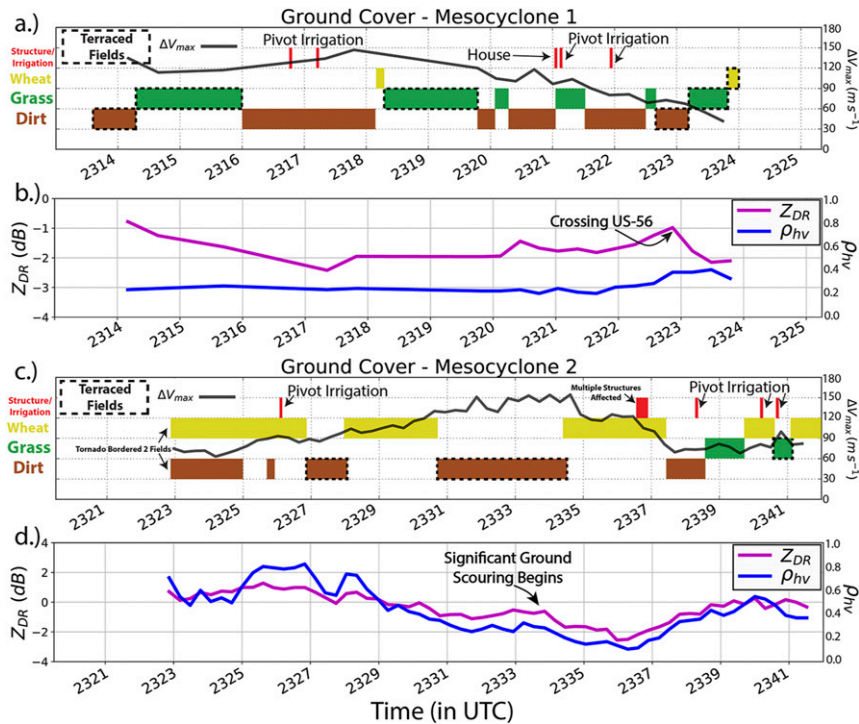 a.)
Ground Cover - Mesocyclone 1
Terraced
Fields
ΔVmax
Pivot Irrigation
House
Pivot Irrigation
Structure/
Irrigation
Wheat
Grass
Dirt
180
150
120
90
60
30
ΔVmax(m s⁻¹)
2314 2315 2316 2317 2318 2319 2320 2321 2322 2323 2324 2325
b.)
0
−1
−2
−3
−4
ZDR (dB)
Crossing US-56
ZDR
ρhv
1.0
0.8
0.6
0.4
0.2
0.0
ρhv
2314 2315 2316 2317 2318 2319 2320 2321 2322 2323 2324 2325
c.)
Ground Cover - Mesocyclone 2
Terraced
Fields
ΔVmax
Pivot Irrigation
Multiple Structures
Affected
Pivot Irrigation
Structure/
Irrigation
Wheat
Grass
Dirt
Tornado Bordered 2 Fields
180
150
120
90
60
30
ΔVmax(m s⁻¹)
2321 2323 2325 2327 2329 2331 2333 2335 2337 2339 2341
d.)
4
2
0
−2
−4
ZDR (dB)
Significant Ground
Scouring Begins
ZDR
ρhv
1.0
0.8
0.6
0.4
0.2
0.0
ρhv
2321 2323 2325 2327 2329 2331 2333 2335 2337 2339 2341
Time (in UTC)